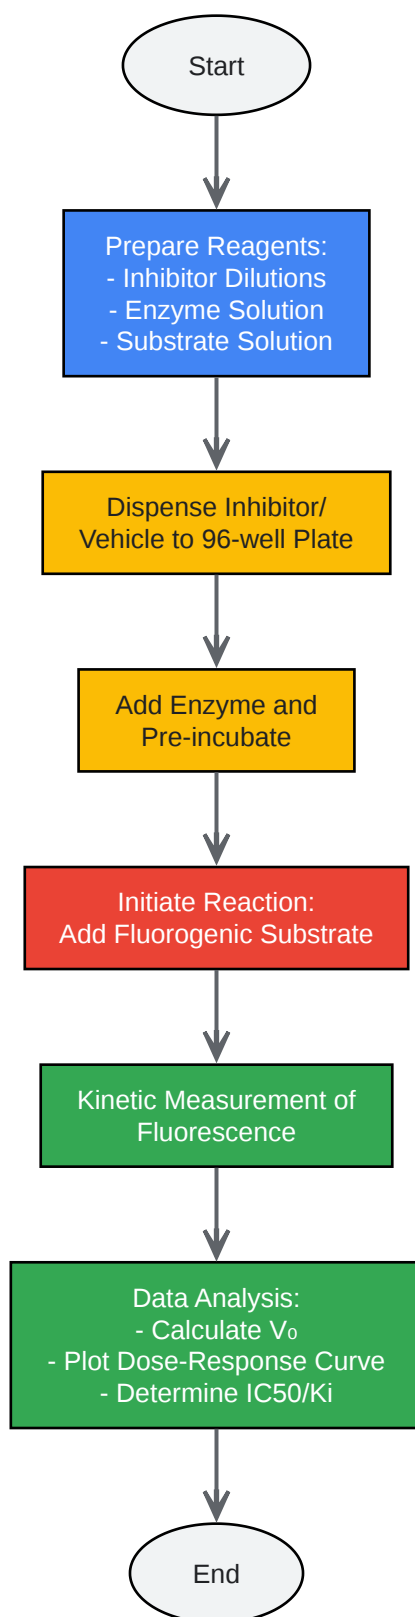 Start
Prepare Reagents:
- Inhibitor Dilutions
- Enzyme Solution
- Substrate Solution
Dispense Inhibitor/
Vehicle to 96-well Plate
Add Enzyme and
Pre-incubate
Initiate Reaction:
Add Fluorogenic Substrate
Kinetic Measurement of
Fluorescence
Data Analysis:
- Calculate V₀
- Plot Dose-Response Curve
- Determine IC50/Ki
End